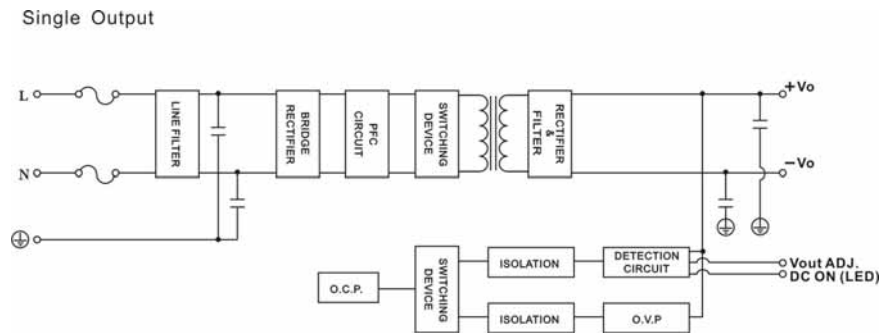 Single Output
L
N
LINE FILTER
BRIDGE
RECTIFIER
PFC
CIRCUIT
SWITCHING
DEVICE
RECTIFIER
&
FILTER
+Vo
−Vo
O.C.P.
SWITCHING
DEVICE
ISOLATION
DETECTION
CIRCUIT
Vout ADJ.
DC ON (LED)
ISOLATION
O.V.P